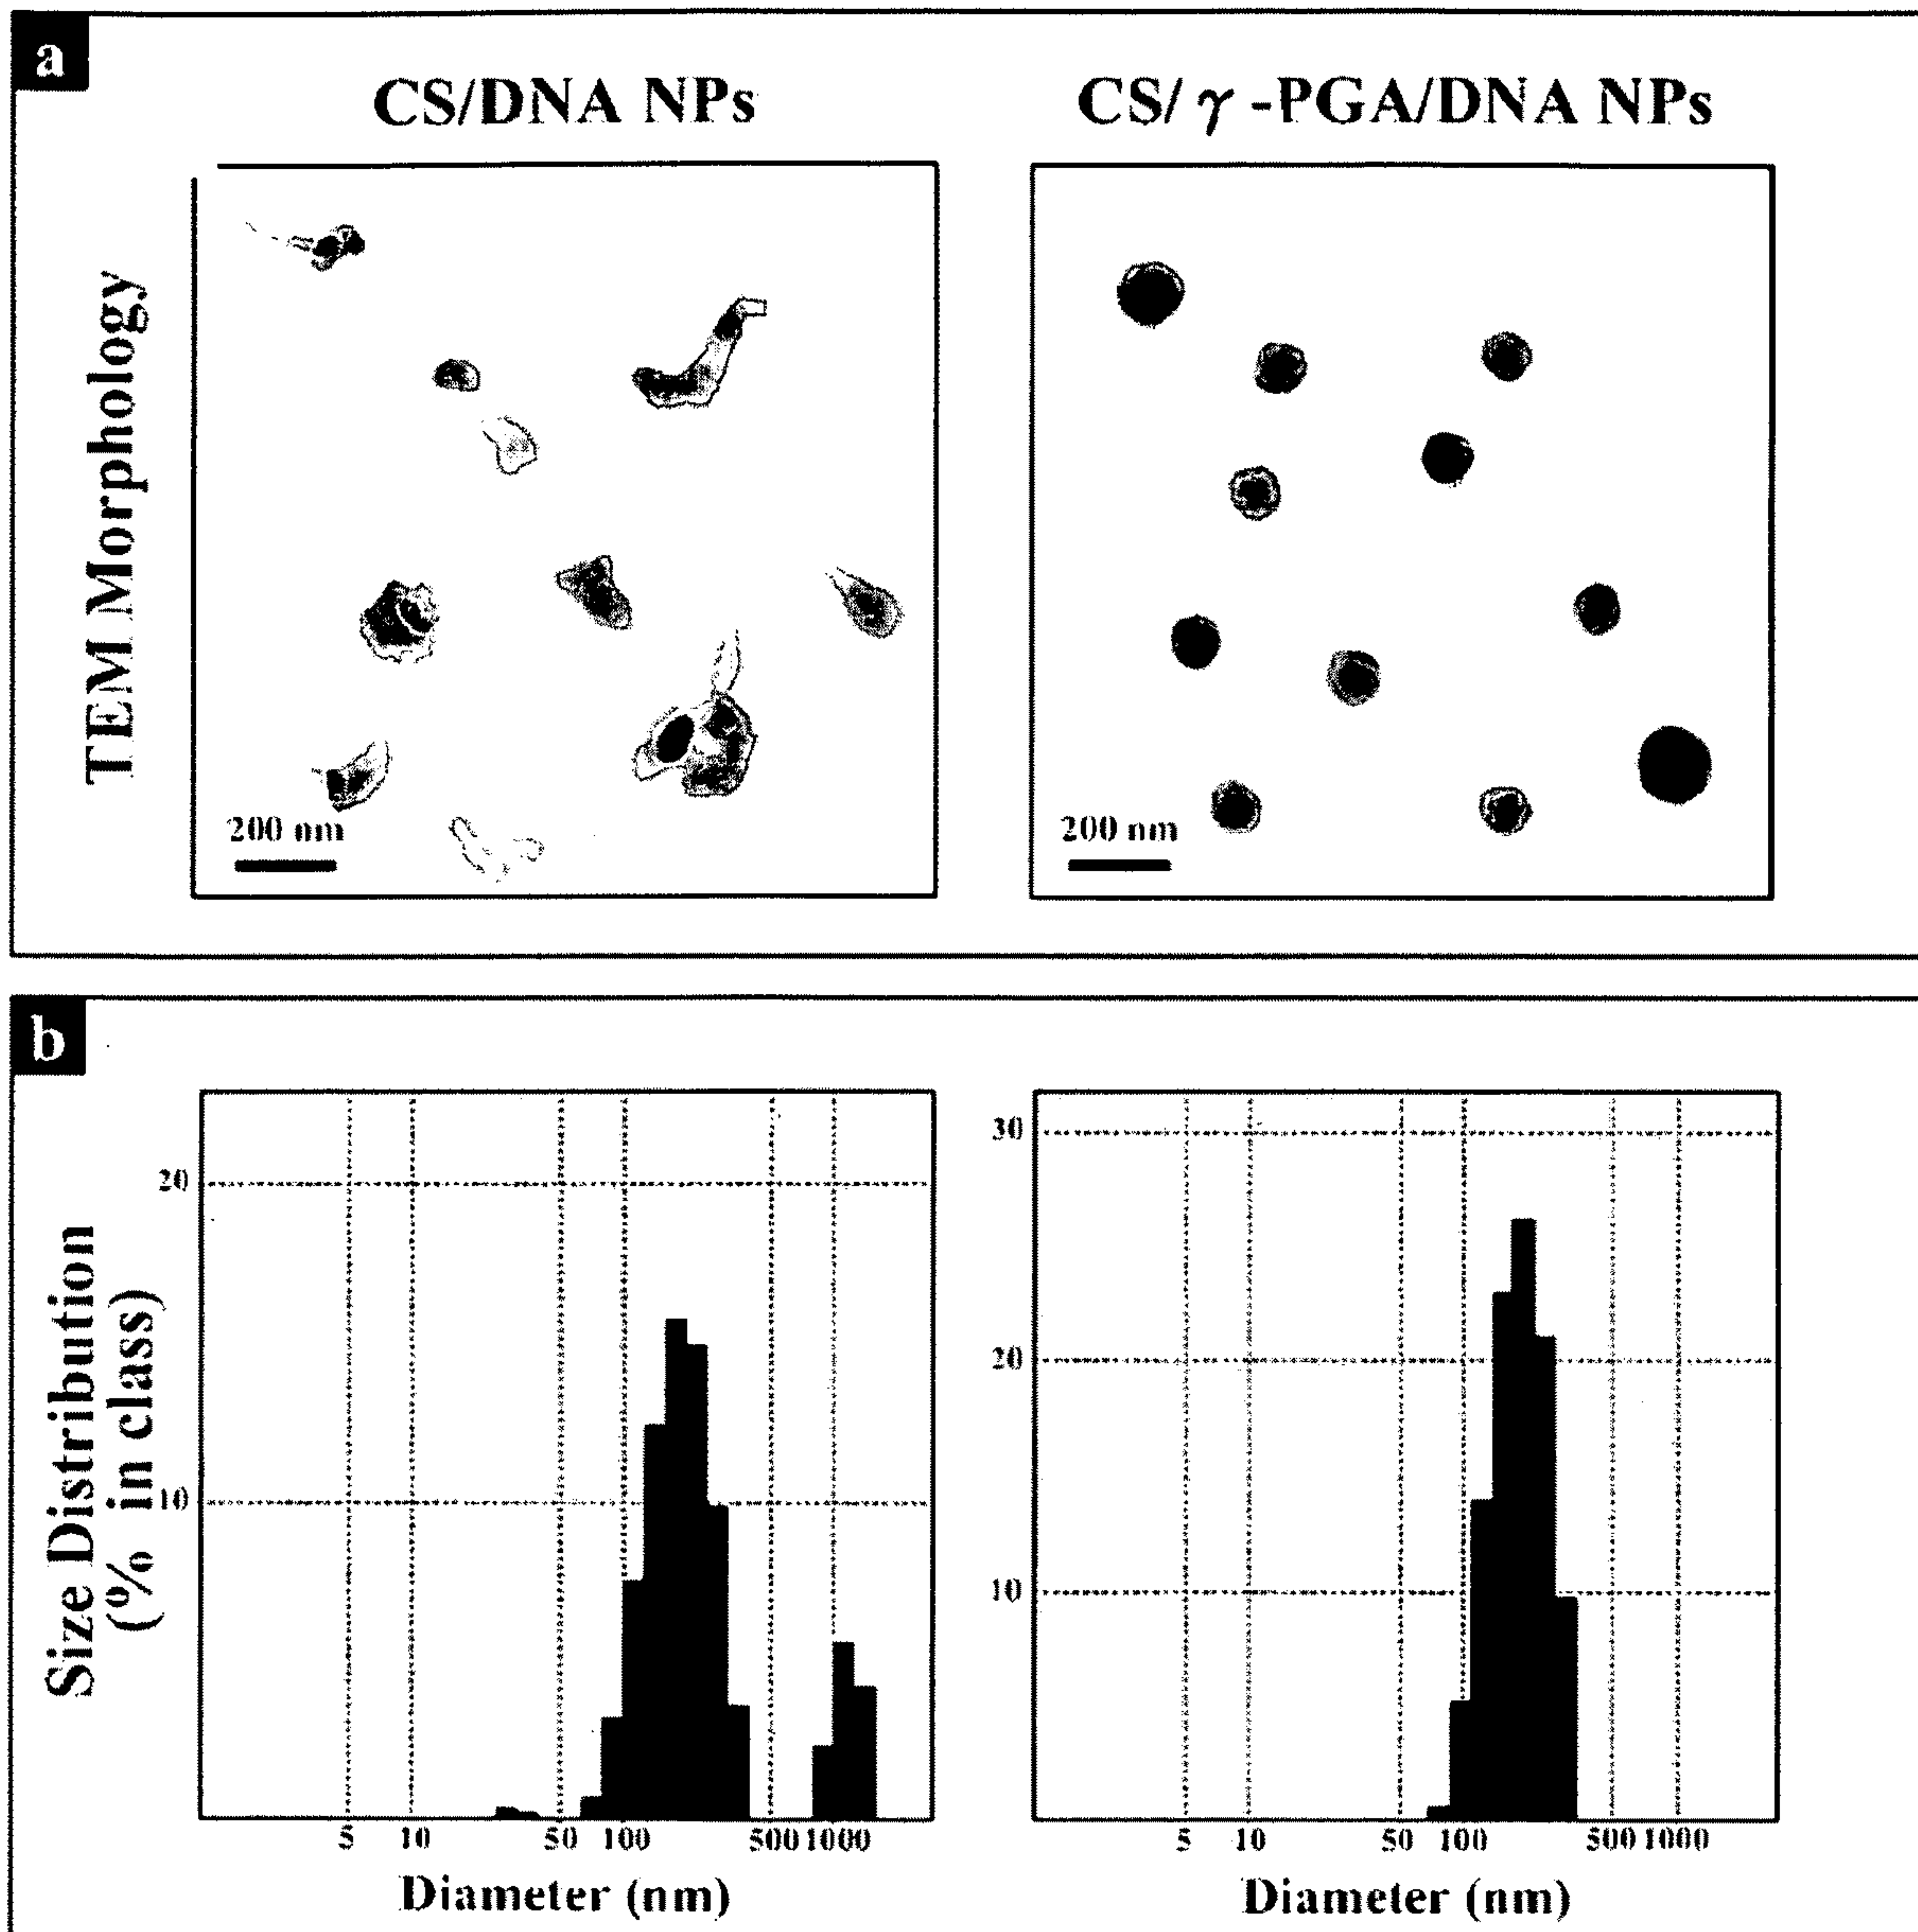 a
CS/DNA NPs
CS/γ-PGA/DNA NPs
TEM Morphology
200 nm
200 nm
b
Size Distribution
(% in class)
20
10
5 10 50 100 500 1000
Diameter (nm)
30
20
10
5 10 50 100 500 1000
Diameter (nm)